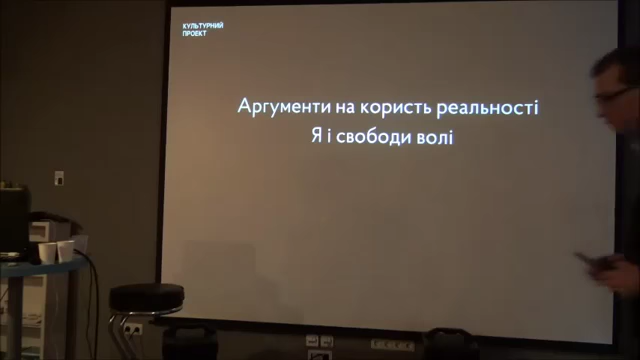 КУЛЬТУРНИЙ
ПРОЕКТ
Аргументи на користь реальності
Я і свободи волі